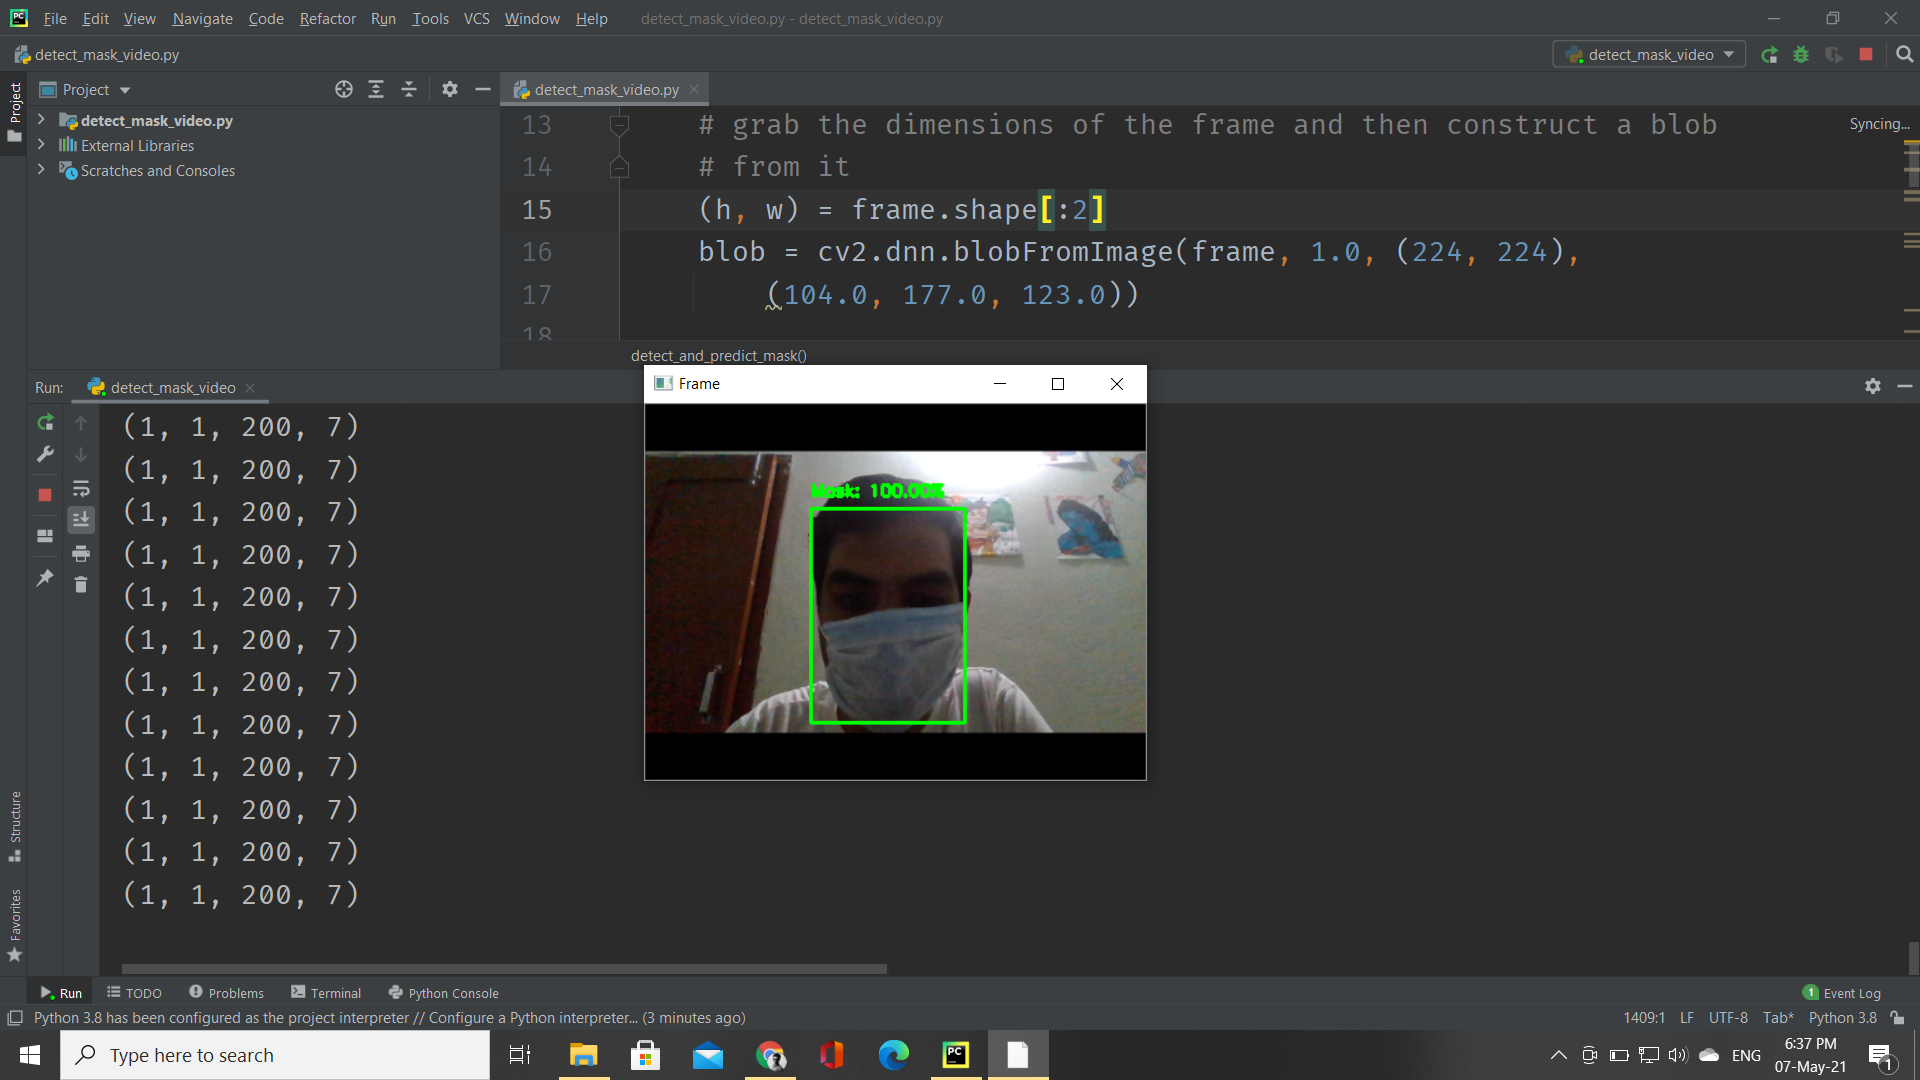 PC File Edit View Navigate Code Refactor Run Tools VCS Window Help detect_mask_video.py - detect_mask_video.py
detect_mask_video.py detect_mask_video
Project Project detect_mask_video.py
detect_mask_video.py
External Libraries
Scratches and Consoles
13 # grab the dimensions of the frame and then construct a blob
Syncing...
14 # from it
15 (h, w) = frame.shape[:2]
16 blob = cv2.dnn.blobFromImage(frame, 1.0, (224, 224),
17 (104.0, 177.0, 123.0))
18
detect_and_predict_mask()
Run: detect_mask_video
Frame
(1, 1, 200, 7)
(1, 1, 200, 7)
(1, 1, 200, 7)
(1, 1, 200, 7)
(1, 1, 200, 7)
(1, 1, 200, 7)
(1, 1, 200, 7)
(1, 1, 200, 7)
(1, 1, 200, 7)
(1, 1, 200, 7)
(1, 1, 200, 7)
(1, 1, 200, 7)
Mask: 100.00%
Structure
Favorites
Run TODO Problems Terminal Python Console 1 Event Log
Python 3.8 has been configured as the project interpreter // Configure a Python interpreter... (3 minutes ago) 1409:1 LF UTF-8 Tab* Python 3.8
Type here to search PC ENG 6:37 PM
07-May-21 1